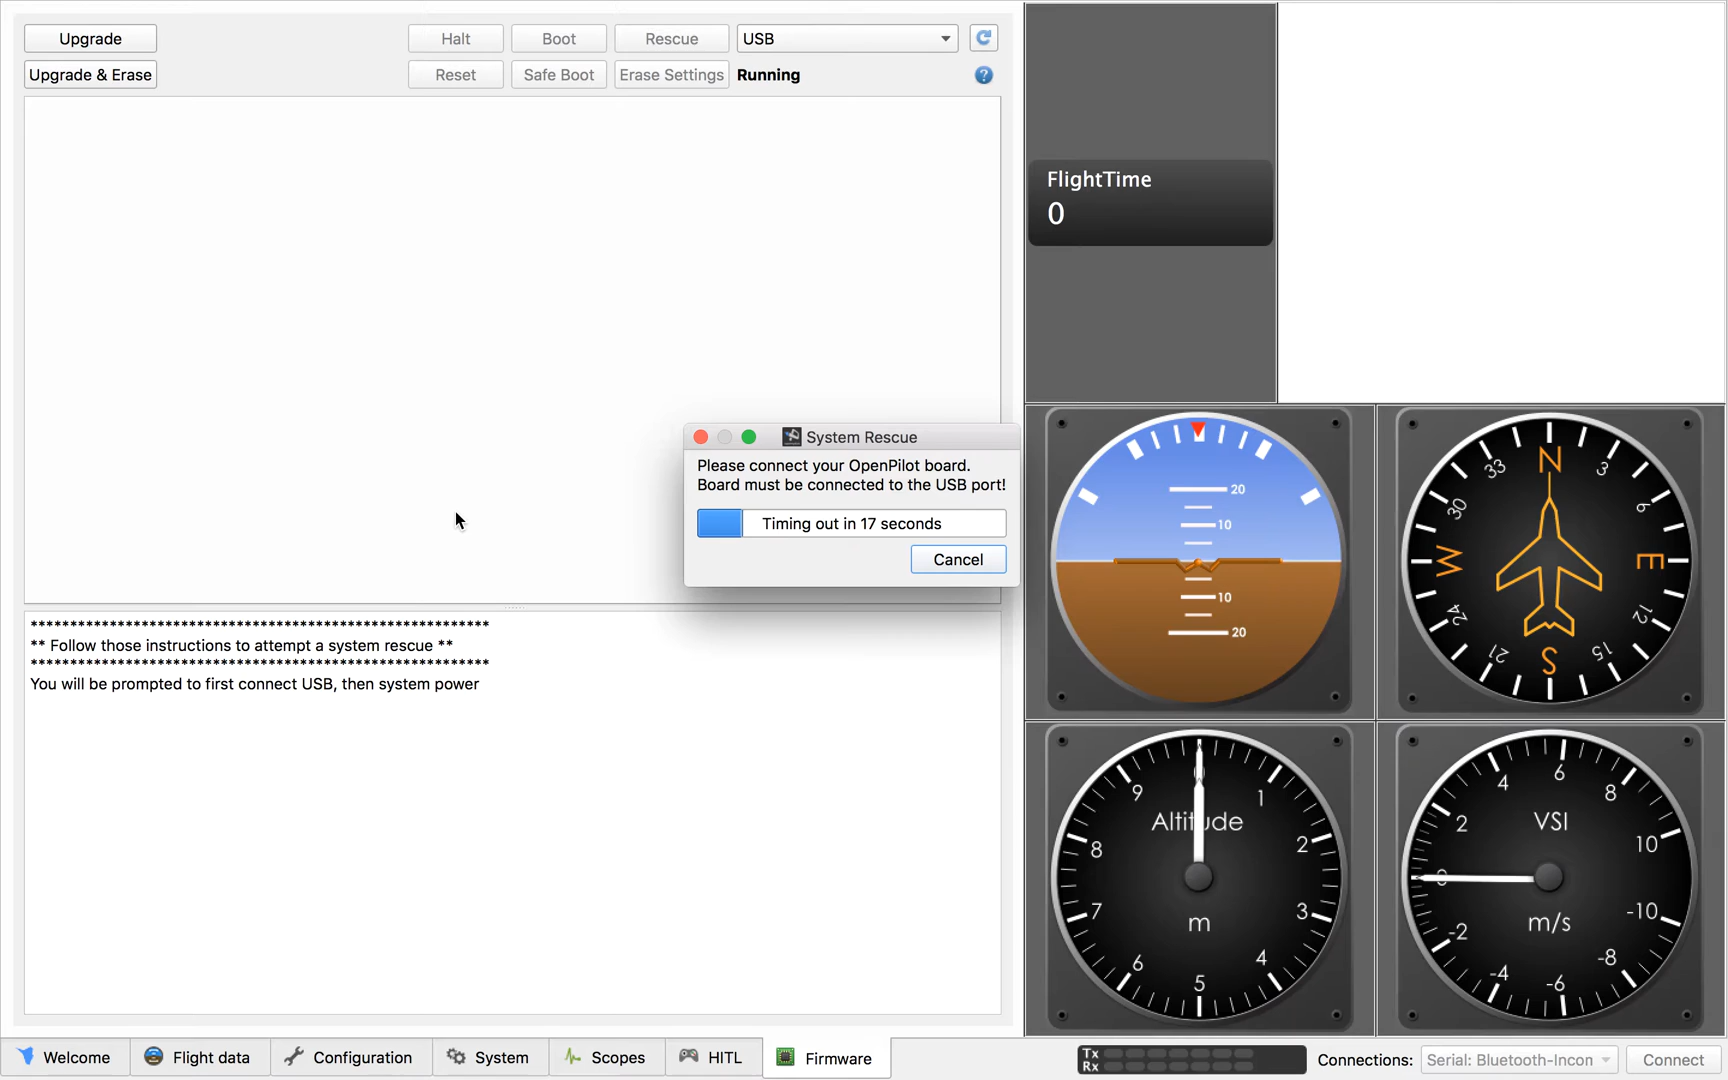 Upgrade
Halt
Boot
Rescue
USB
Upgrade & Erase
Reset
Safe Boot
Erase Settings
Running
?
System Rescue
Please connect your OpenPilot board.
Board must be connected to the USB port!
Timing out in 17 seconds
Cancel
****************************************************************
** Follow those instructions to attempt a system rescue **
****************************************************************
You will be prompted to first connect USB, then system power
FlightTime
0
20
10
10
20
N
3
6
E
12
15
S
21
24
W
30
33
Altitude
m
1
2
3
4
5
6
7
8
9
VSI
m/s
0
2
4
6
8
10
-10
-8
-6
-4
-2
Welcome
Flight data
Configuration
System
Scopes
HITL
Firmware
Tx
Rx
Connections:
Serial: Bluetooth-Incon
Connect